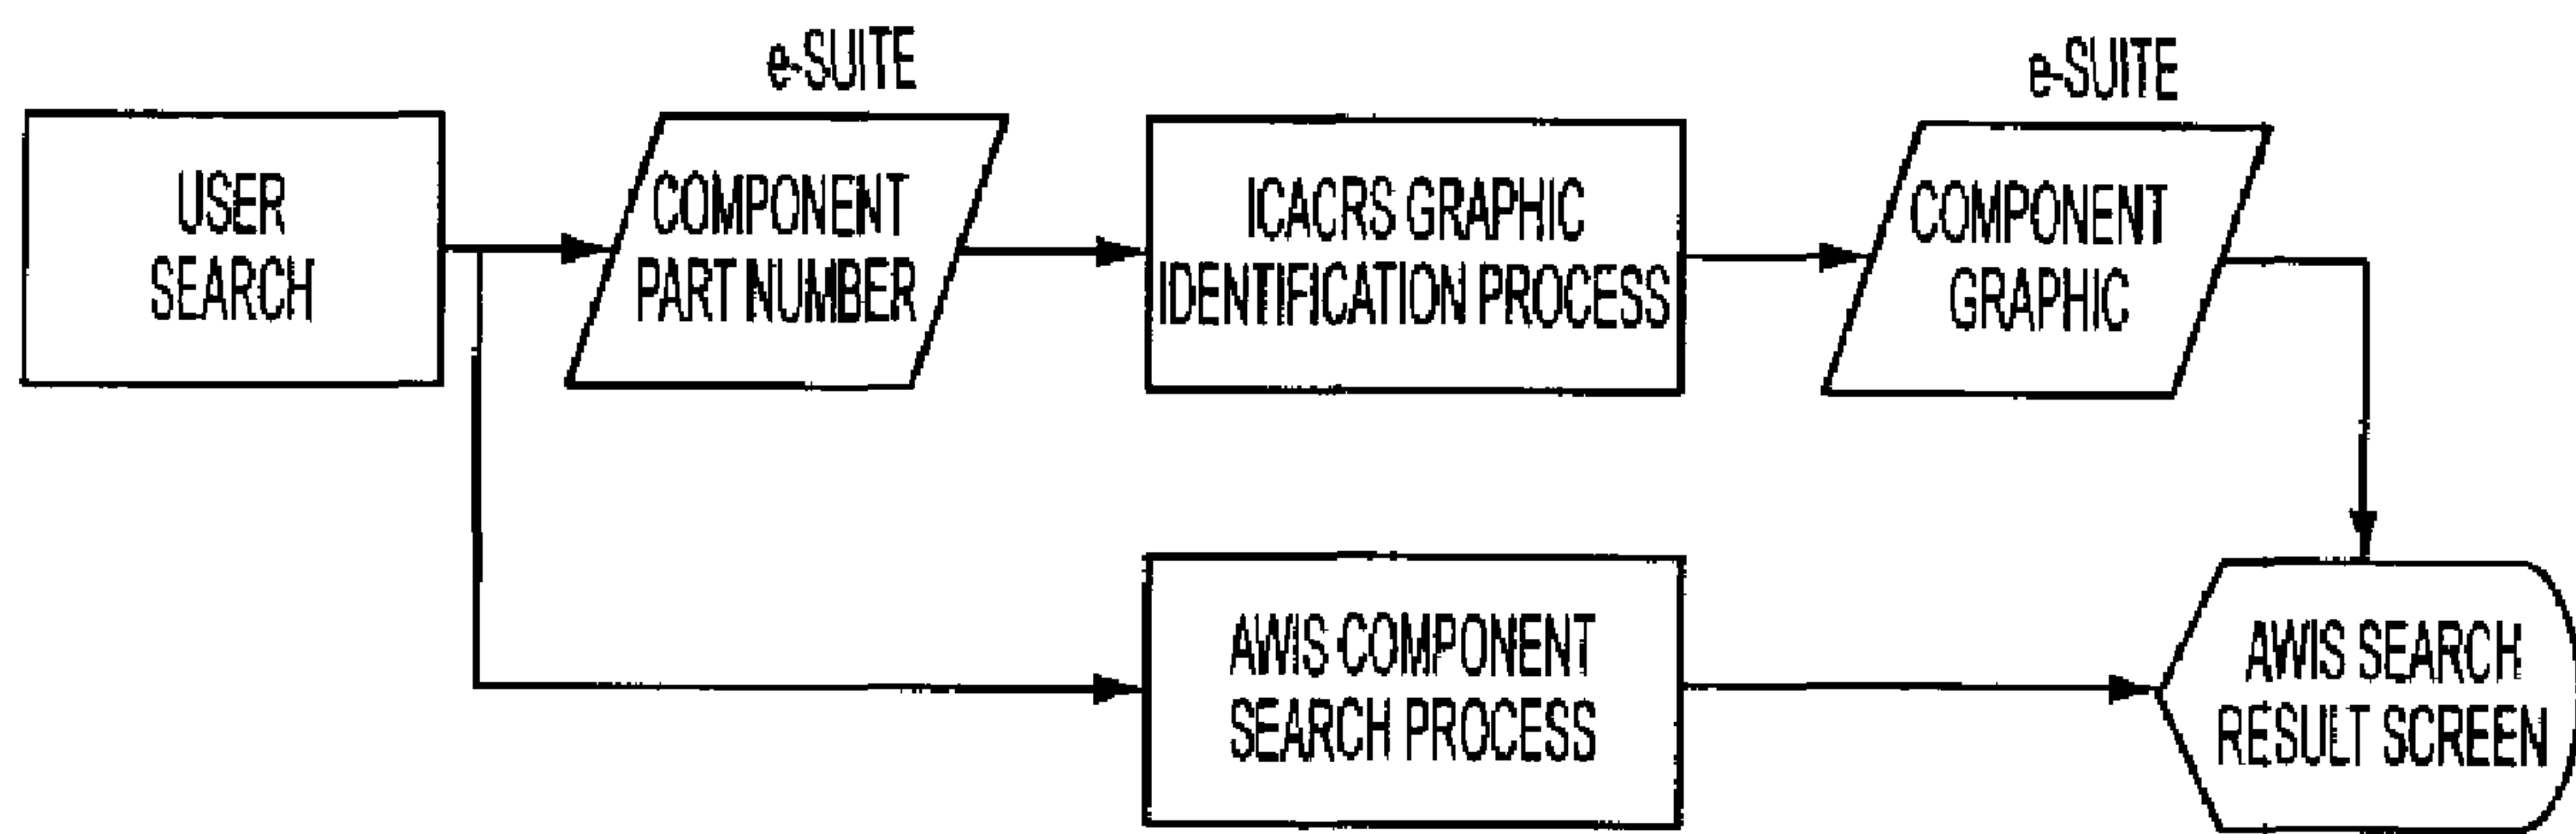 e-SUITE
e-SUITE
USER
SEARCH
COMPONENT
PART NUMBER
ICACRS GRAPHIC
IDENTIFICATION PROCESS
COMPONENT
GRAPHIC
AWIS COMPONENT
SEARCH PROCESS
AWIS SEARCH
RESULT SCREEN